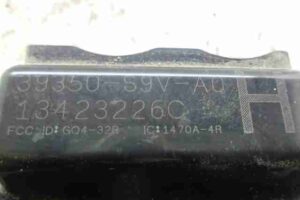 39350-S9V-A0
13423226C
H
FCC ID: GQ4-32R IC:1470A-4R